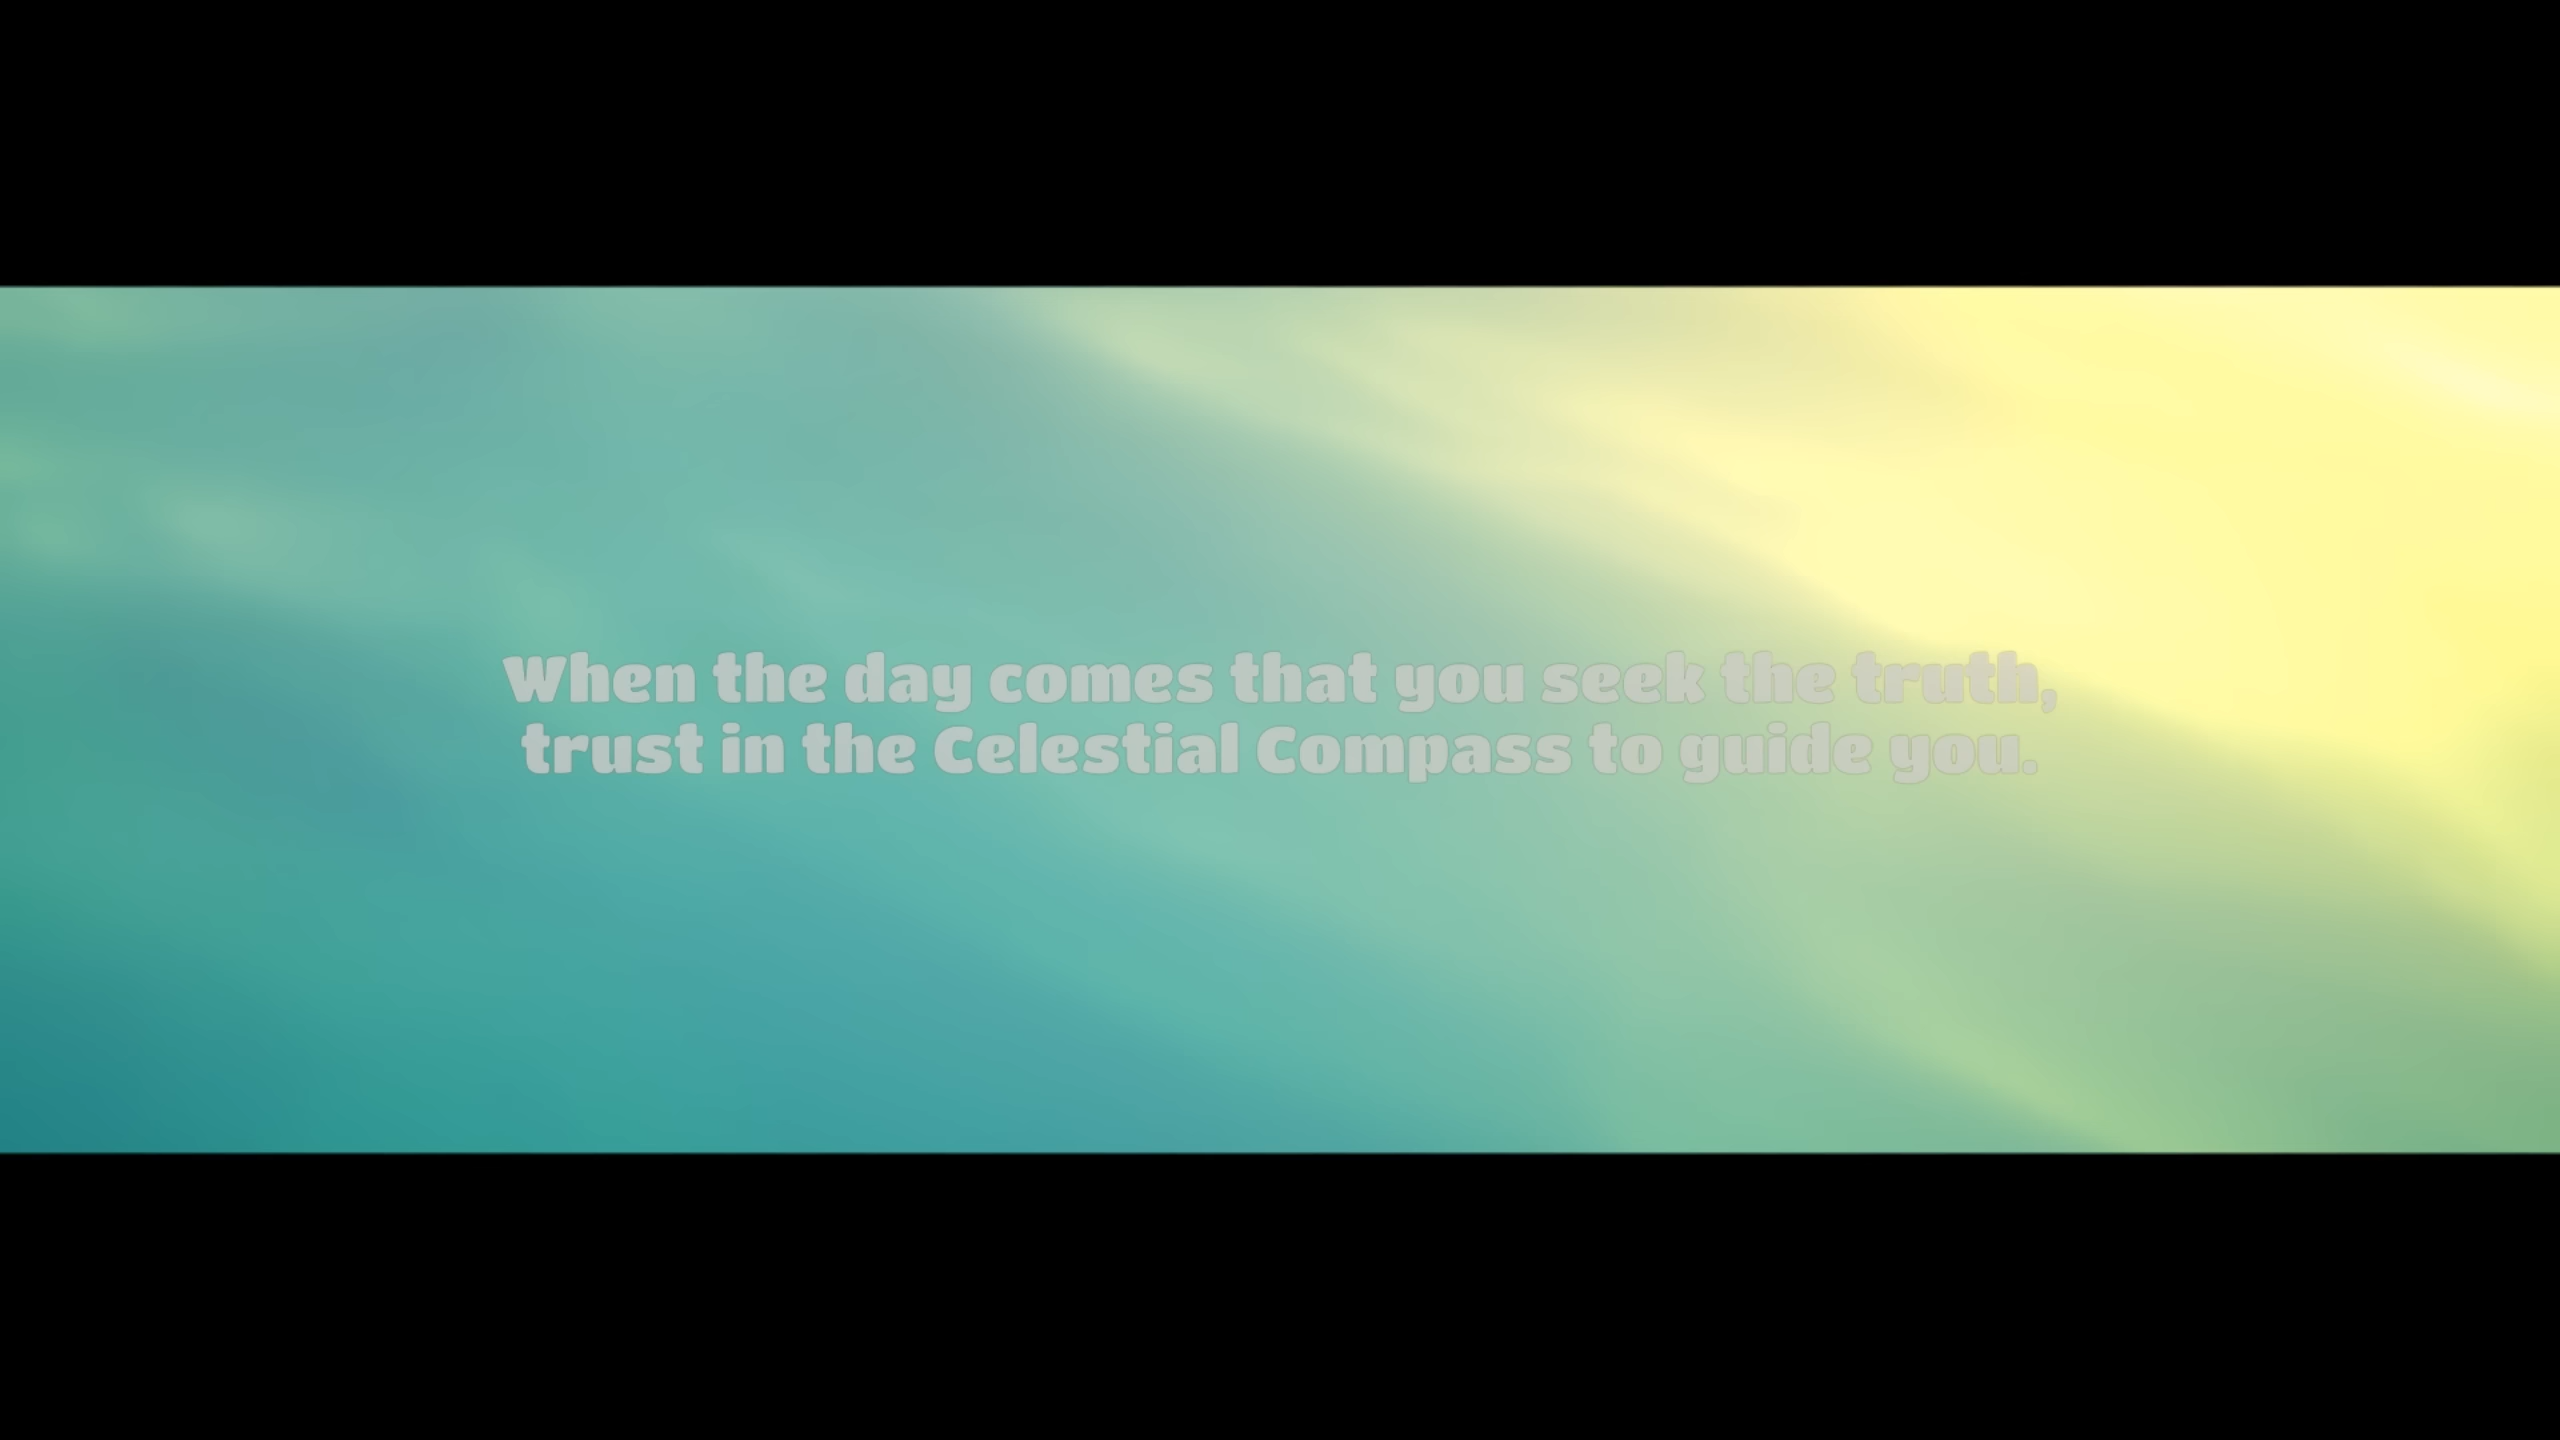 When the day comes that you seek the truth,
trust in the Celestial Compass to guide you.